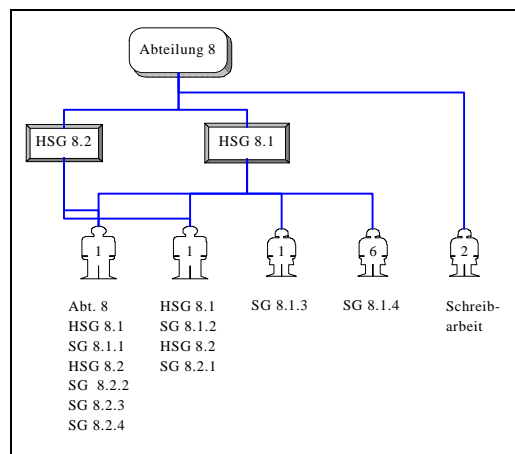 Abteilung 8
HSG 8.2
HSG 8.1
1
1
1
6
2
Abt. 8
HSG 8.1
SG 8.1.1
HSG 8.2
SG 8.2.2
SG 8.2.3
SG 8.2.4
HSG 8.1
SG 8.1.2
HSG 8.2
SG 8.2.1
SG 8.1.3
SG 8.1.4
Schreib-
arbeit